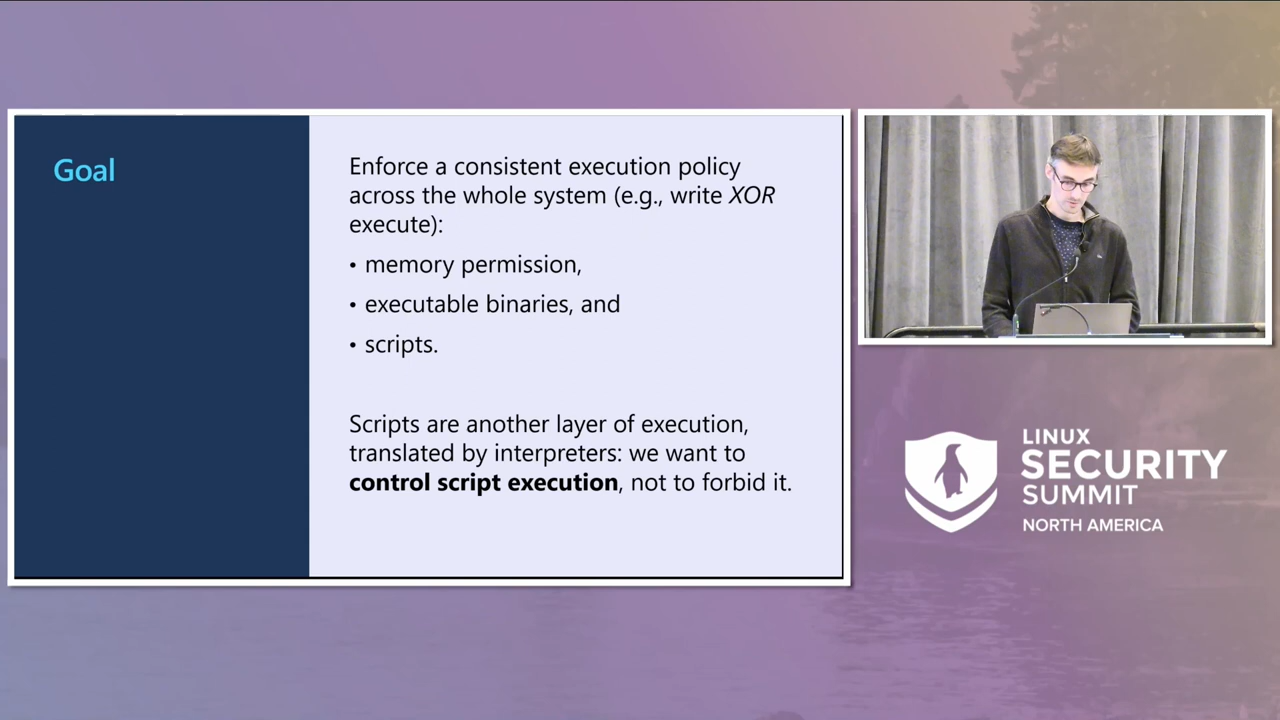 Goal
Enforce a consistent execution policy
across the whole system (e.g., write XOR
execute):
• memory permission,
• executable binaries, and
• scripts.
Scripts are another layer of execution,
translated by interpreters: we want to
control script execution, not to forbid it.
LINUX
SECURITY
SUMMIT
NORTH AMERICA